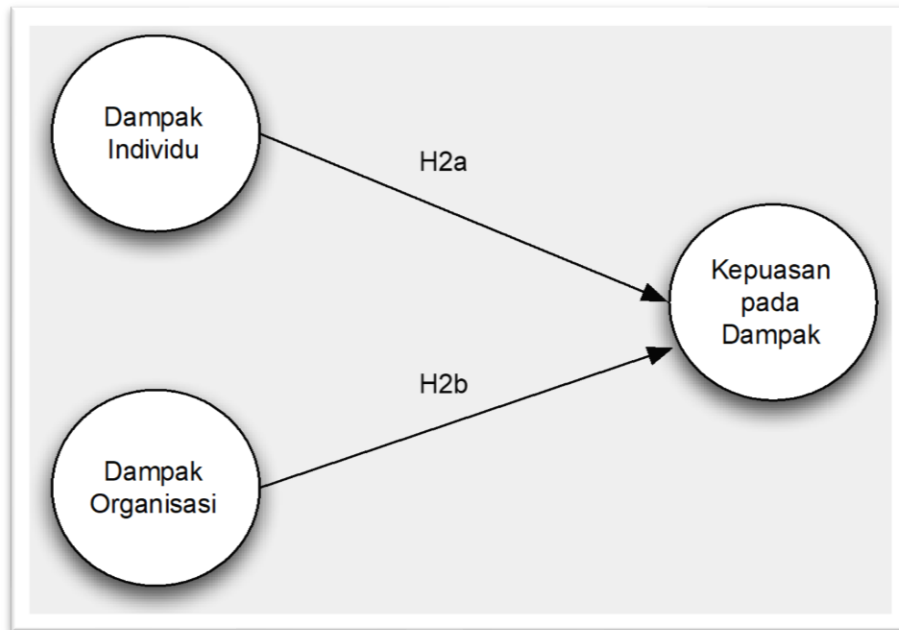 Dampak
Individu
H2a
Kepuasan
pada
Dampak
H2b
Dampak
Organisasi